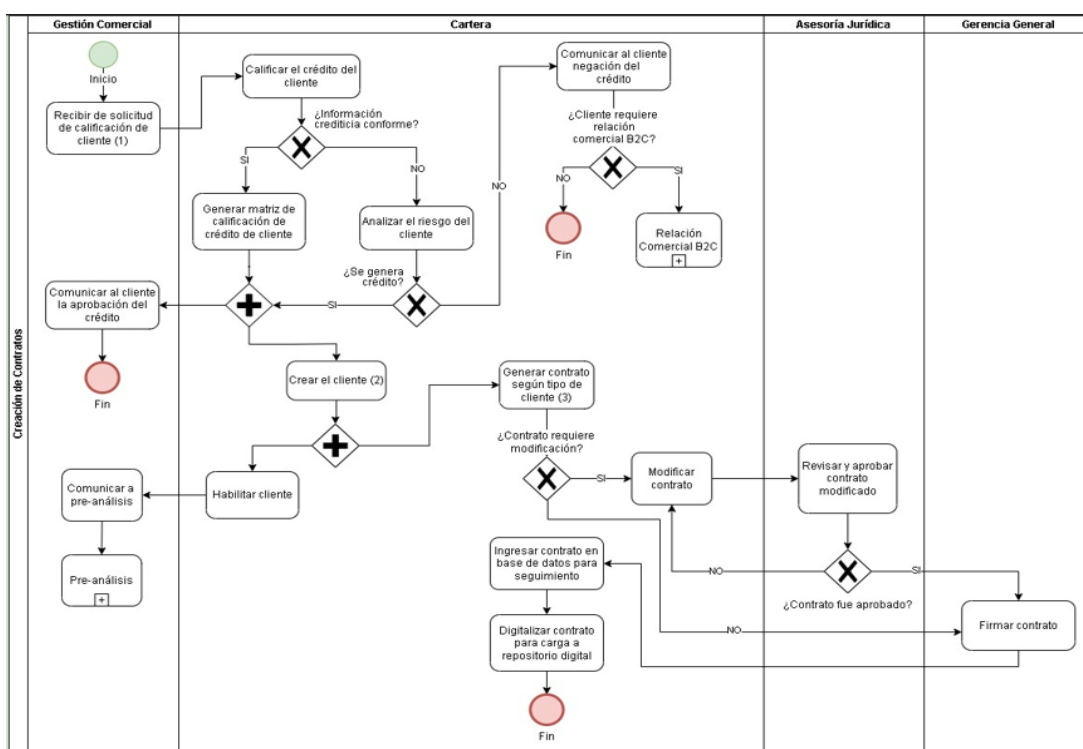 Gestión Comercial
Cartera
Asesoría Jurídica
Gerencia General
Creación de Contratos
Inicio
Recibir de solicitud
de calificación de
cliente (1)
Calificar el crédito del
cliente
¿Información
crediticia conforme?
SI
NO
Generar matriz de
calificación de
crédito de cliente
Analizar el riesgo del
cliente
¿Se genera
crédito?
SI
NO
Comunicar al cliente
negación del
crédito
¿Cliente requiere
relación
comercial B2C?
NO
SI
Fin
Relación
Comercial B2C
Comunicar al cliente
la aprobación del
crédito
Fin
Crear el cliente (2)
Generar contrato
según tipo de
cliente (3)
¿Contrato requiere
modificación?
SI
NO
Habilitar cliente
Comunicar a
pre-análisis
Pre-análisis
Modificar
contrato
Revisar y aprobar
contrato
modificado
NO
SI
¿Contrato fue aprobado?
Firmar contrato
Ingresar contrato en
base de datos para
seguimiento
Digitalizar contrato
para carga a
repositorio digital
Fin